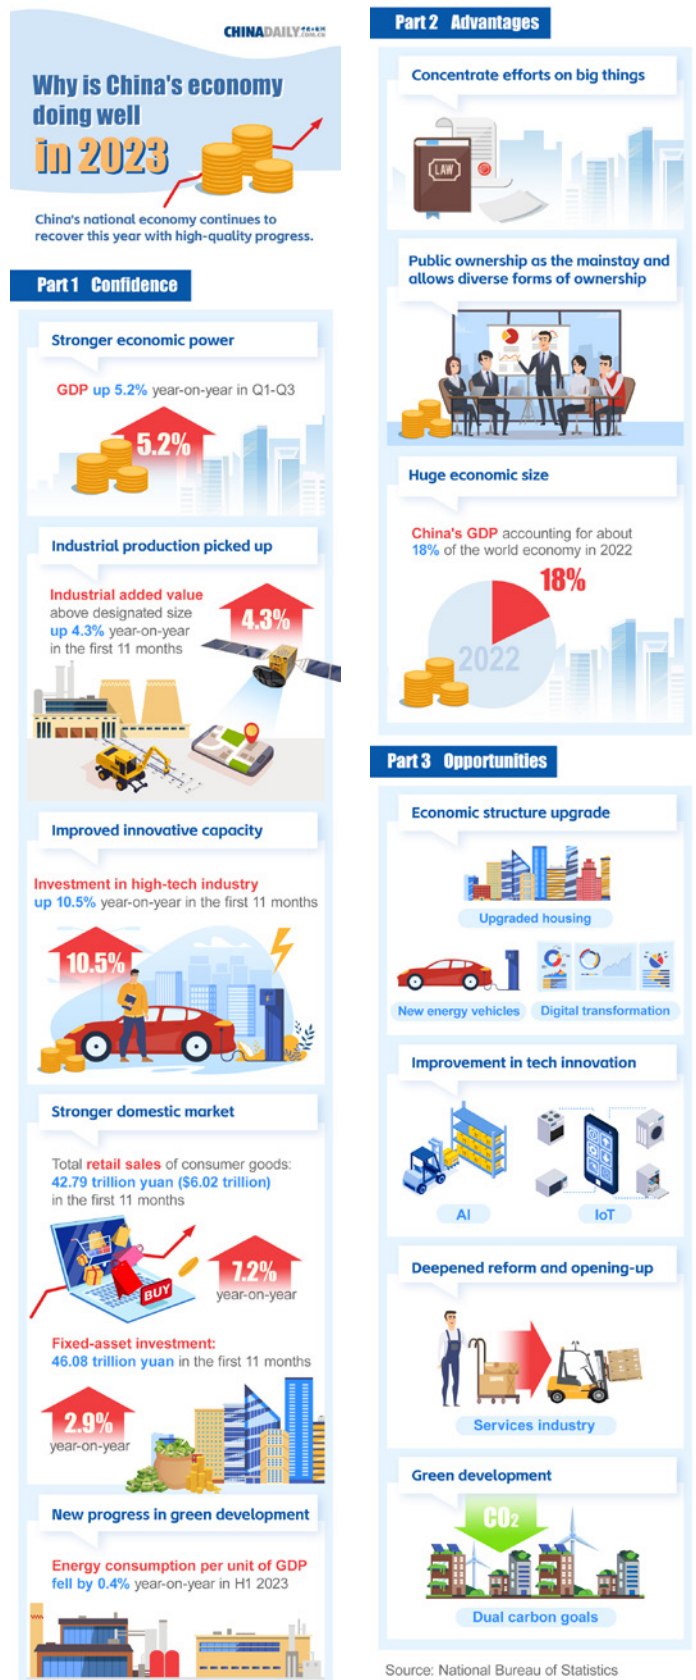 CHINADAILY
.com.cn
Why is China's economy
doing well
in 2023
China's national economy continues to
recover this year with high-quality progress.
Part 1 Confidence
Stronger economic power
GDP up 5.2% year-on-year in Q1-Q3
5.2%
Industrial production picked up
Industrial added value
above designated size
up 4.3% year-on-year
in the first 11 months
4.3%
Improved innovative capacity
Investment in high-tech industry
up 10.5% year-on-year in the first 11 months
10.5%
Stronger domestic market
Total retail sales of consumer goods:
42.79 trillion yuan ($6.02 trillion)
in the first 11 months
BUY
7.2%
year-on-year
Fixed-asset investment:
46.08 trillion yuan in the first 11 months
2.9%
year-on-year
New progress in green development
Energy consumption per unit of GDP
fell by 0.4% year-on-year in H1 2023
Part 2 Advantages
Concentrate efforts on big things
LAW
Public ownership as the mainstay and
allows diverse forms of ownership
Huge economic size
China's GDP accounting for about
18% of the world economy in 2022
18%
2022
Part 3 Opportunities
Economic structure upgrade
Upgraded housing
New energy vehicles
Digital transformation
Improvement in tech innovation
AI
IoT
Deepened reform and opening-up
Services industry
Green development
CO2
Dual carbon goals
Source: National Bureau of Statistics